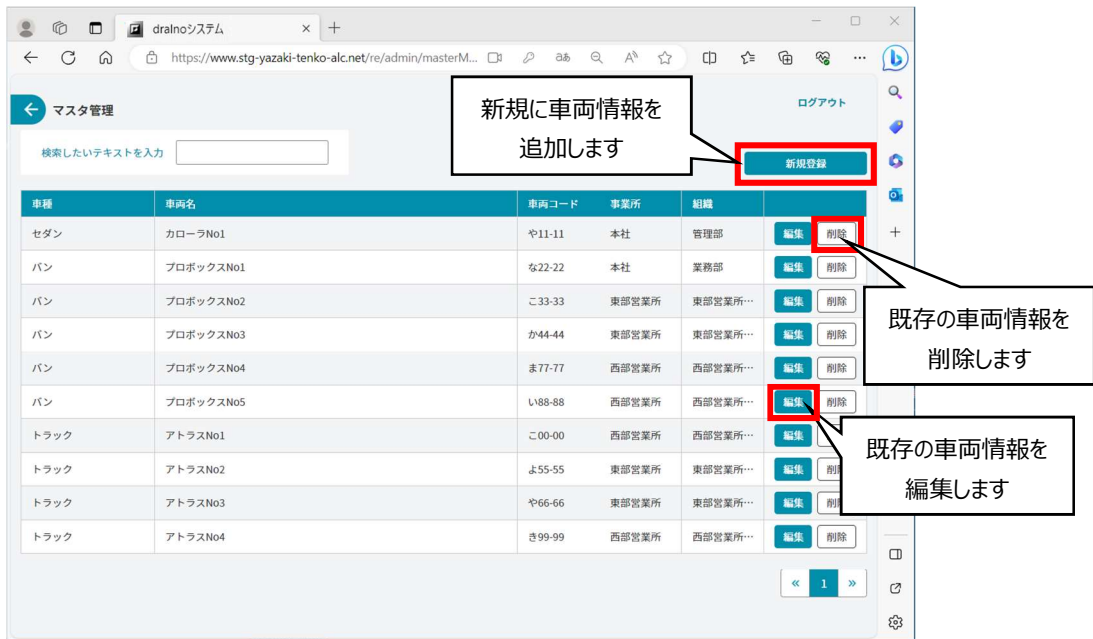 dralnoシステム
https://www.stg-yazaki-tenko-alc.net/re/admin/masterM...
マスタ管理
ログアウト
新規に車両情報を
追加します
検索したいテキストを入力
新規登録
車種 車両名 車両コード 事業所 組織
セダン カローラNo1 や11-11 本社 管理部 編集 削除
バン プロボックスNo1 な22-22 本社 業務部 編集 削除
バン プロボックスNo2 こ33-33 東部営業所 東部営業所… 編集 削除
バン プロボックスNo3 か44-44 東部営業所 東部営業所… 編集 削除
バン プロボックスNo4 ま77-77 西部営業所 西部営業所… 編集 削除
バン プロボックスNo5 い88-88 西部営業所 西部営業所… 編集 削除
トラック アトラスNo1 こ00-00 西部営業所 西部営業所… 編集
トラック アトラスNo2 よ55-55 東部営業所 東部営業所… 編集 削
トラック アトラスNo3 や66-66 東部営業所 東部営業所… 編集 削
トラック アトラスNo4 き99-99 西部営業所 西部営業所… 編集 削除
既存の車両情報を
削除します
既存の車両情報を
編集します
« 1 »